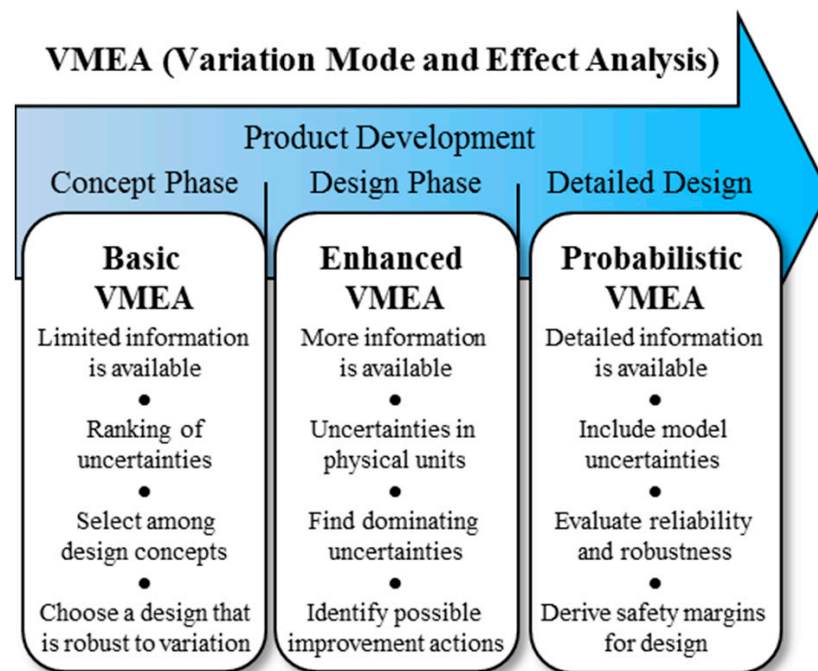 VMEA (Variation Mode and Effect Analysis)
Product Development
Concept Phase
Design Phase
Detailed Design
Basic
VMEA
Limited information
is available
•
Ranking of
uncertainties
•
Select among
design concepts
•
Choose a design that
is robust to variation
Enhanced
VMEA
More information
is available
•
Uncertainties in
physical units
•
Find dominating
uncertainties
•
Identify possible
improvement actions
Probabilistic
VMEA
Detailed information
is available
•
Include model
uncertainties
•
Evaluate reliability
and robustness
•
Derive safety margins
for design